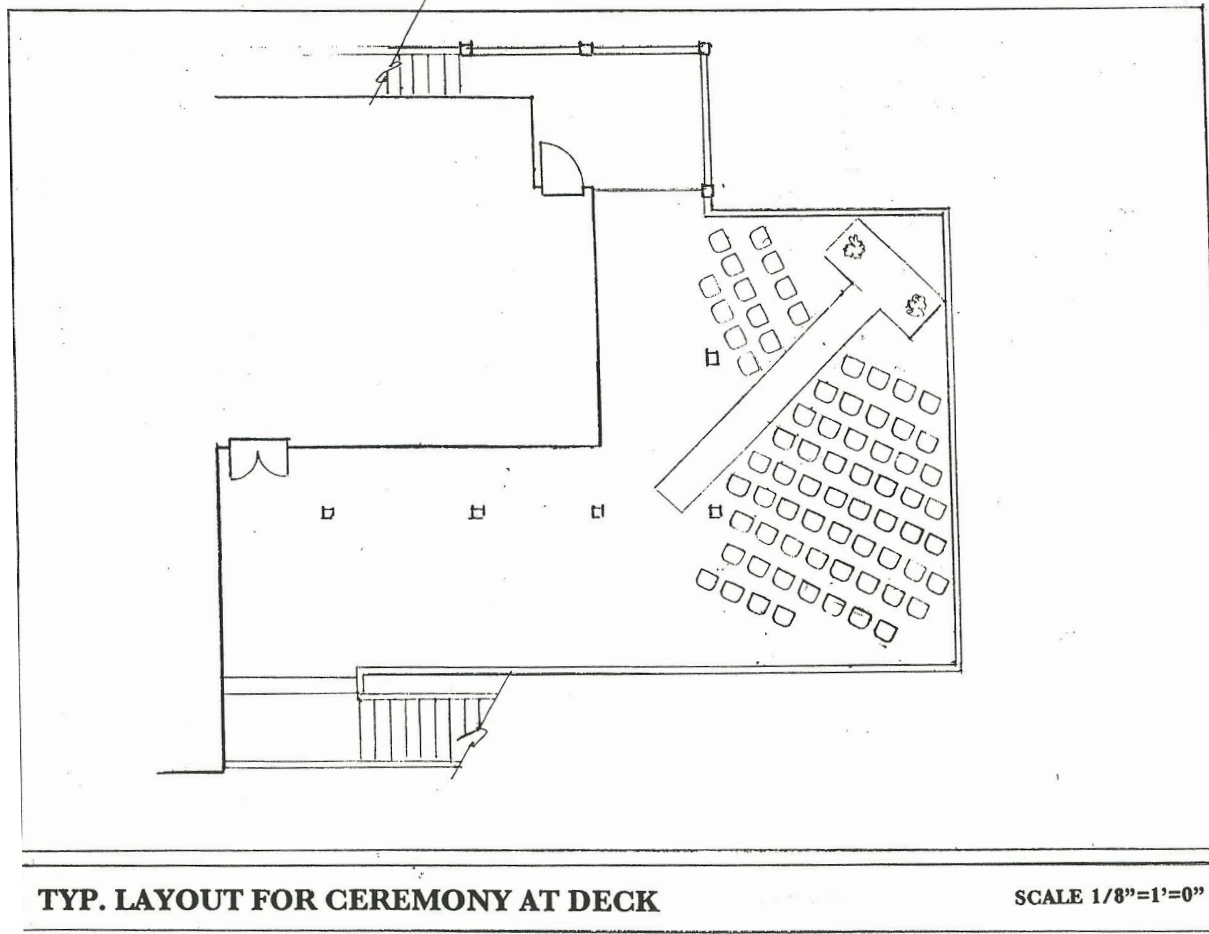 TYP. LAYOUT FOR CEREMONY AT DECK
SCALE 1/8”=1’=0”